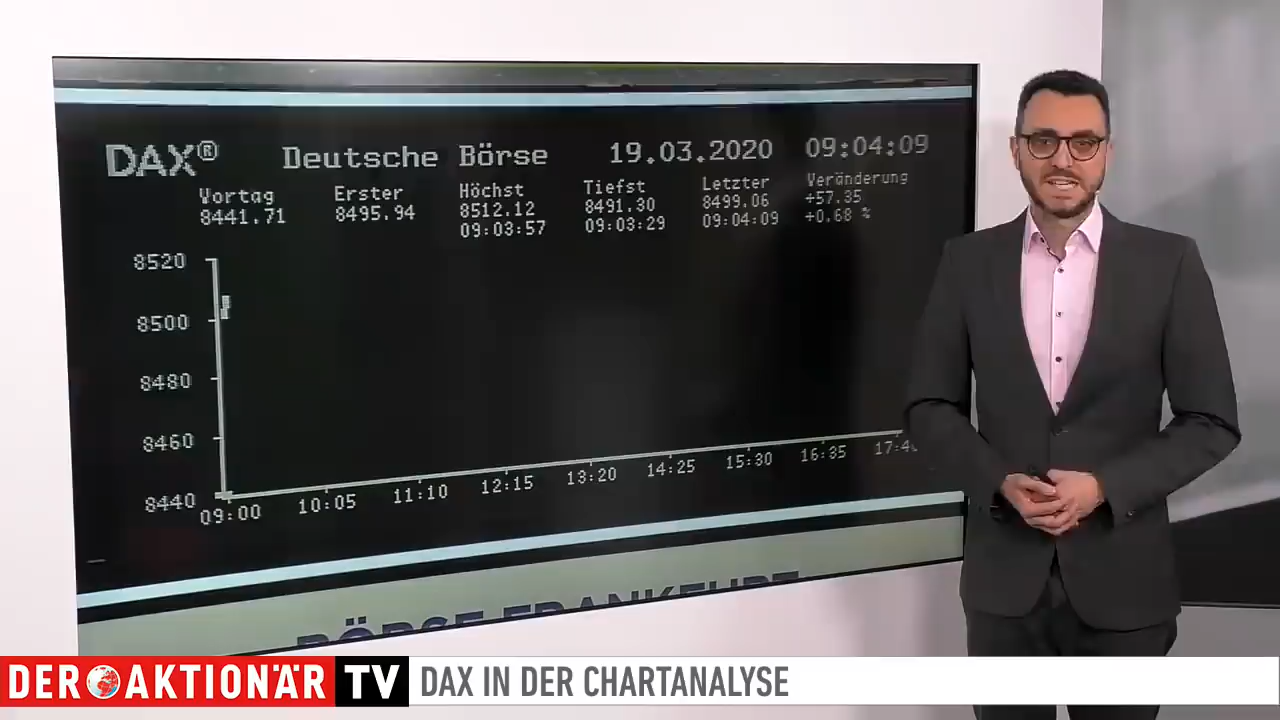 DAX® Deutsche Börse 19.03.2020 09:04:09
Vortag Erster Höchst Tiefst Letzter Veränderung
8441.71 8495.94 8512.12 8491.30 8499.06 +57.35
09:03:57 09:03:29 09:04:09 +0.68 %
8520
8500
8480
8460
8440
09:00 10:05 11:10 12:15 13:20 14:25 15:30 16:35
BÖRSE FRANKFURT
DER AKTIONÄR TV DAX IN DER CHARTANALYSE